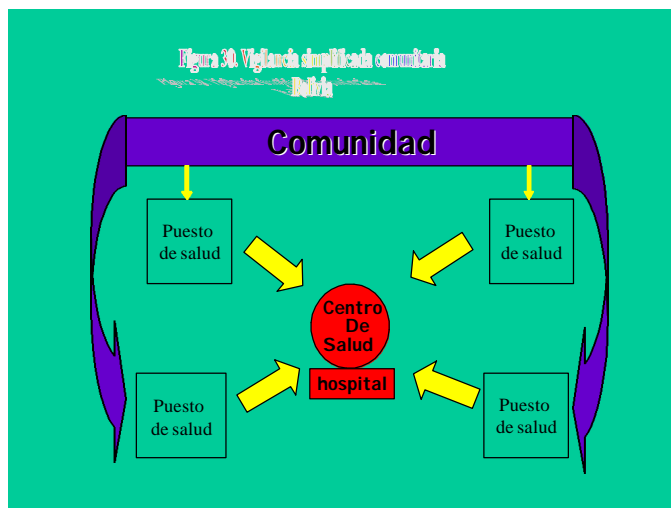 Figura 30. Vigilancia simplificada comunitaria
Bolivia
Comunidad
Puesto
de salud
Puesto
de salud
Centro
De
Salud
hospital
Puesto
de salud
Puesto
de salud